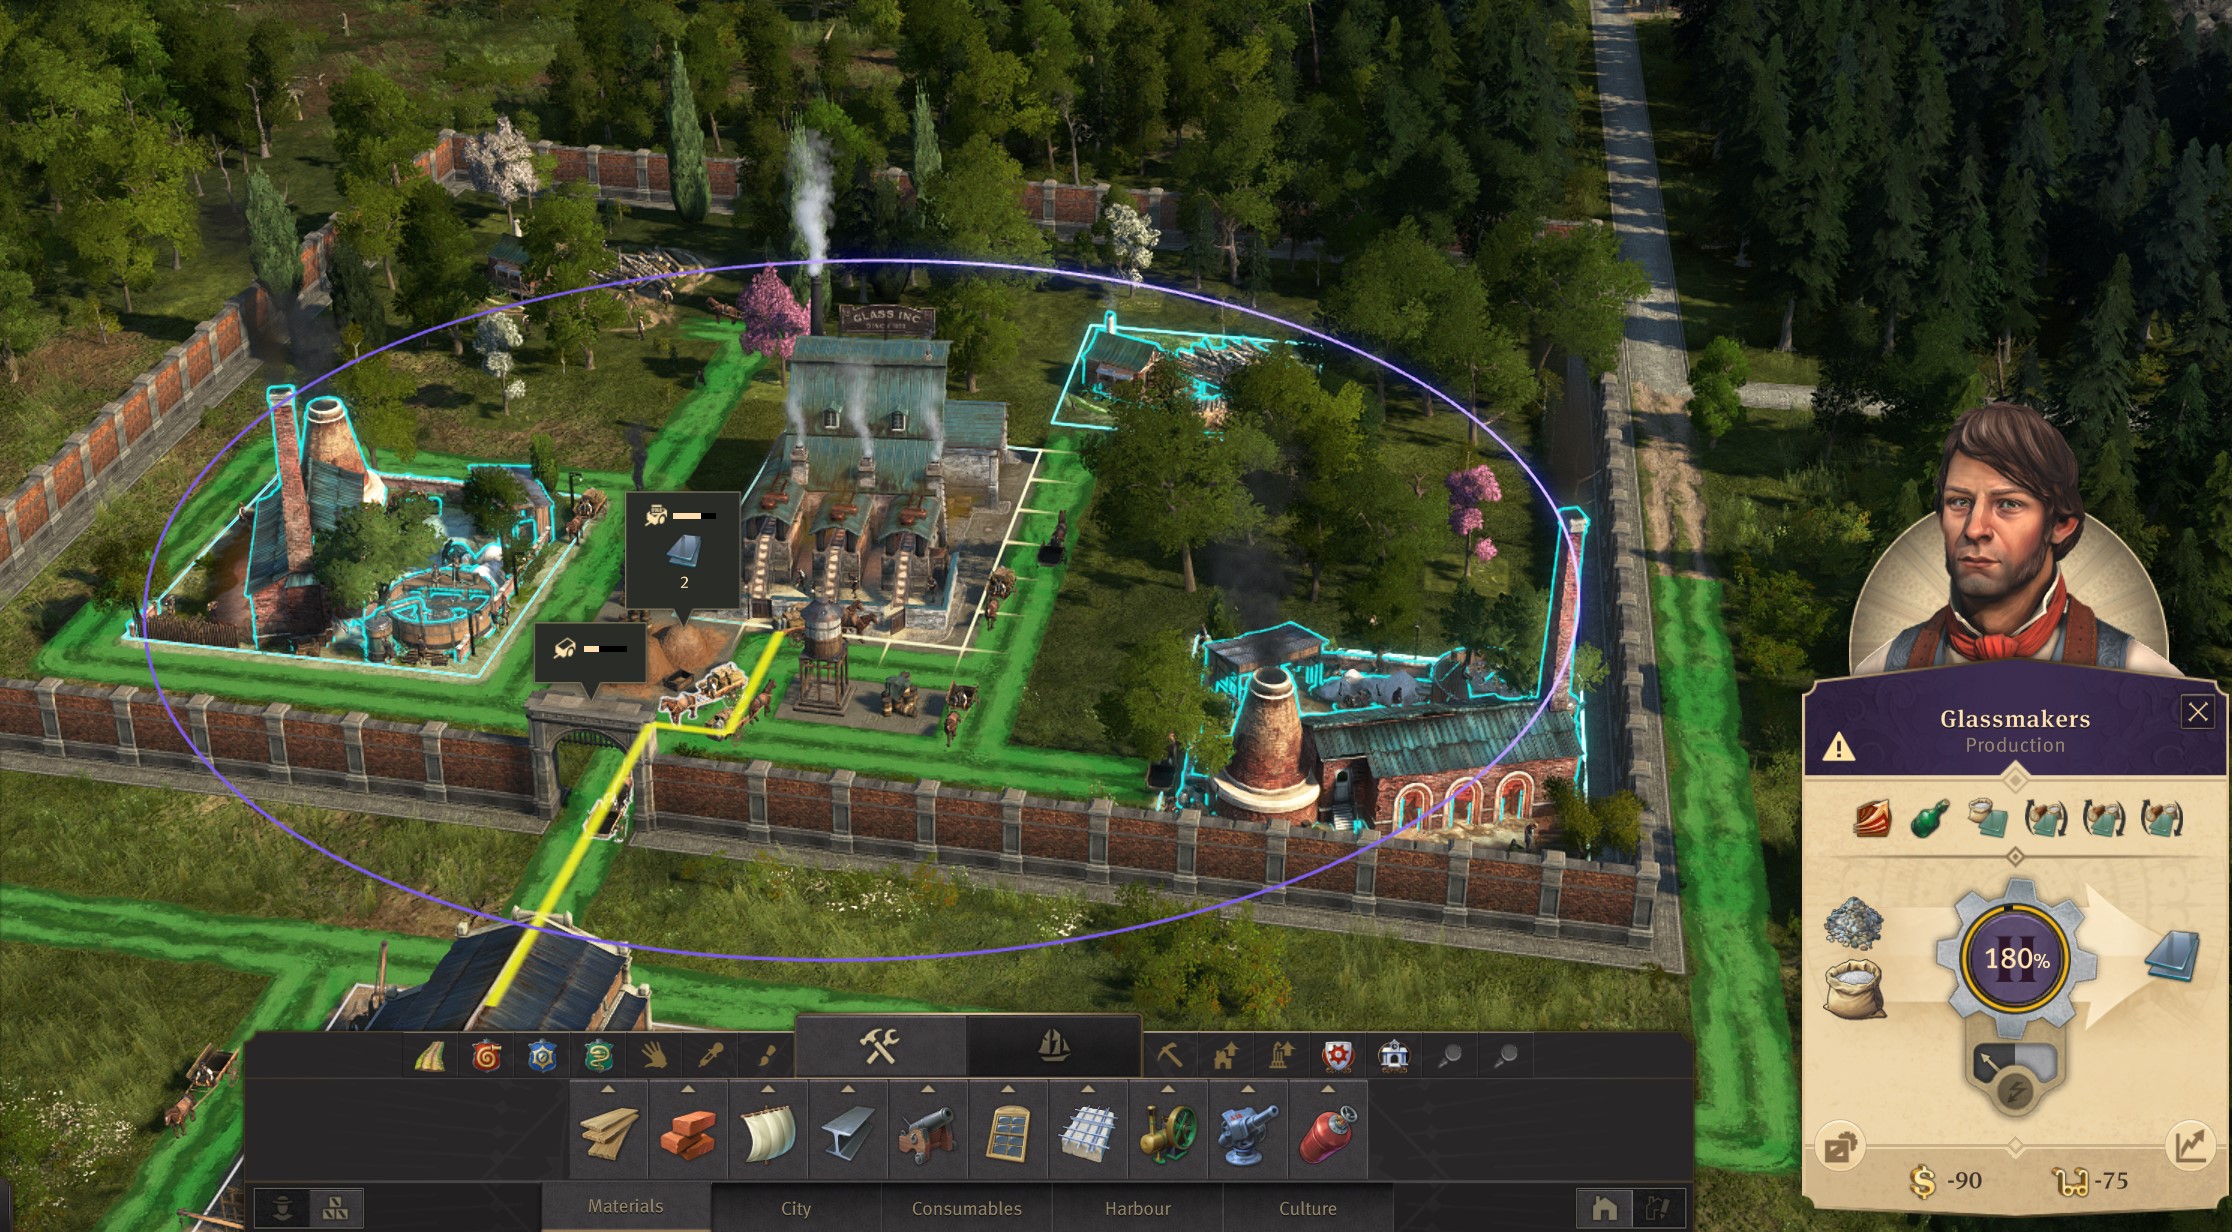 GLASS INC
2
Glassmakers
Production
180%
-90
-75
Materials
City
Consumables
Harbour
Culture